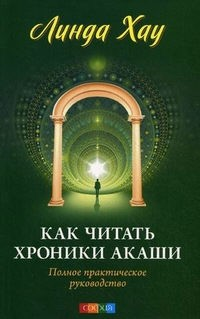 Линда Хау
КАК ЧИТАТЬ
ХРОНИКИ АКАШИ
Полное практическое
руководство
СОФИЯ